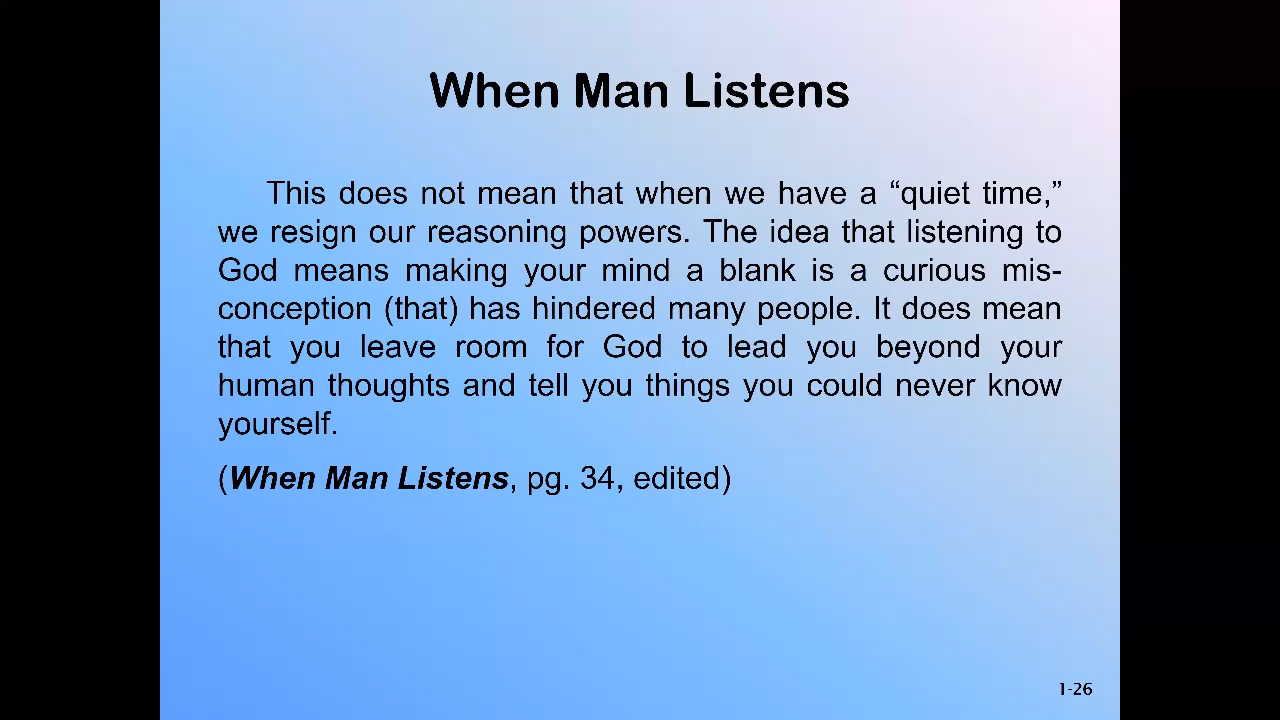 When Man Listens
This does not mean that when we have a “quiet time,”
we resign our reasoning powers. The idea that listening to
God means making your mind a blank is a curious mis-
conception (that) has hindered many people. It does mean
that you leave room for God to lead you beyond your
human thoughts and tell you things you could never know
yourself.
(When Man Listens, pg. 34, edited)
1-26